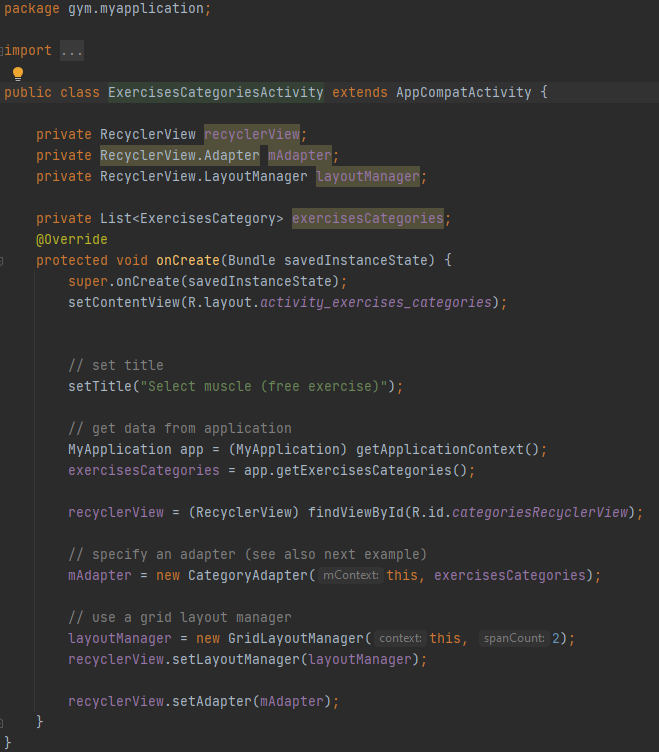 package gym.myapplication;
import ...
public class ExercisesCategoriesActivity extends AppCompatActivity {
private RecyclerView recyclerView;
private RecyclerView.Adapter mAdapter;
private RecyclerView.LayoutManager layoutManager;
private List<ExercisesCategory> exercisesCategories;
@Override
protected void onCreate(Bundle savedInstanceState) {
super.onCreate(savedInstanceState);
setContentView(R.layout.activity_exercises_categories);
// set title
setTitle("Select muscle (free exercise)");
// get data from application
MyApplication app = (MyApplication) getApplicationContext();
exercisesCategories = app.getExercisesCategories();
recyclerView = (RecyclerView) findViewById(R.id.categoriesRecyclerView);
// specify an adapter (see also next example)
mAdapter = new CategoryAdapter( mContext: this, exercisesCategories);
// use a grid layout manager
layoutManager = new GridLayoutManager( context: this, spanCount: 2);
recyclerView.setLayoutManager(layoutManager);
recyclerView.setAdapter(mAdapter);
}
}